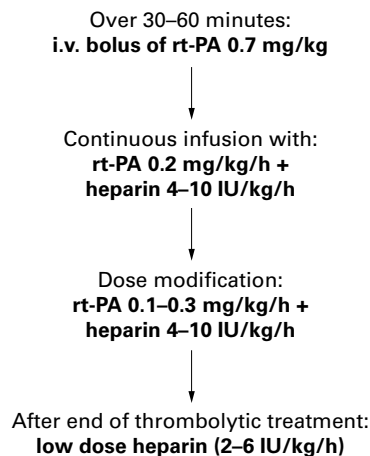 Over 30–60 minutes:
i.v. bolus of rt-PA 0.7 mg/kg
Continuous infusion with:
rt-PA 0.2 mg/kg/h +
heparin 4–10 IU/kg/h
Dose modification:
rt-PA 0.1–0.3 mg/kg/h +
heparin 4–10 IU/kg/h
After end of thrombolytic treatment:
low dose heparin (2–6 IU/kg/h)